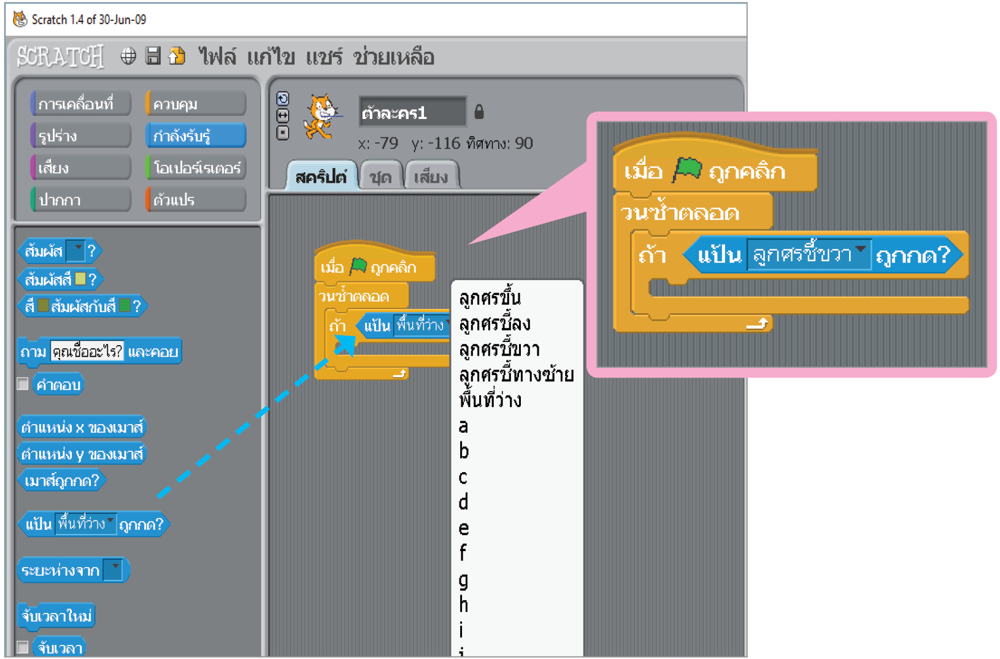 Scratch 1.4 of 30-Jun-09
SCRATCH ไฟล์ แก้ไข แชร์ ช่วยเหลือ
การเคลื่อนที่ ควบคุม
รูปร่าง กำลังรับรู้
เสียง โอเปอร์เรเตอร์
ปากกา ตัวแปร
สัมผัส ?
สัมผัสสี ?
สี สัมผัสกับสี ?
ถาม คุณชื่ออะไร? และคอย
คำตอบ
ตำแหน่ง x ของเมาส์
ตำแหน่ง y ของเมาส์
เมาส์ถูกกด?
แป้น พื้นที่ว่าง ถูกกด?
ระยะห่างจาก
จับเวลาใหม่
จับเวลา
ตัวละคร1
x: -79 y: -116 ทิศทาง: 90
สคริปต์ ชุด เสียง
เมื่อ ถูกคลิก
วนซ้ำตลอด
ถ้า แป้น พื้นที่ว่าง
ลูกศรขึ้น
ลูกศรชี้ลง
ลูกศรชี้ขวา
ลูกศรชี้ทางซ้าย
พื้นที่ว่าง
a
b
c
d
e
f
g
h
i
j
เมื่อ ถูกคลิก
วนซ้ำตลอด
ถ้า แป้น ลูกศรชี้ขวา ถูกกด?